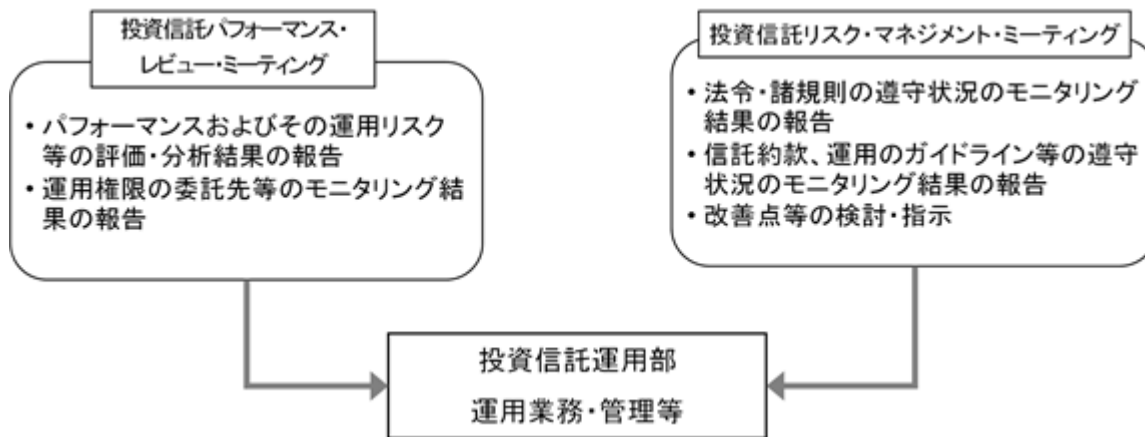 投資信託パフォーマンス・
レビュー・ミーティング
・パフォーマンスおよびその運用リスク
等の評価・分析結果の報告
・運用権限の委託先等のモニタリング結
果の報告
投資信託リスク・マネジメント・ミーティング
・法令・諸規則の遵守状況のモニタリング
結果の報告
・信託約款、運用のガイドライン等の遵守
状況のモニタリング結果の報告
・改善点等の検討・指示
投資信託運用部
運用業務・管理等